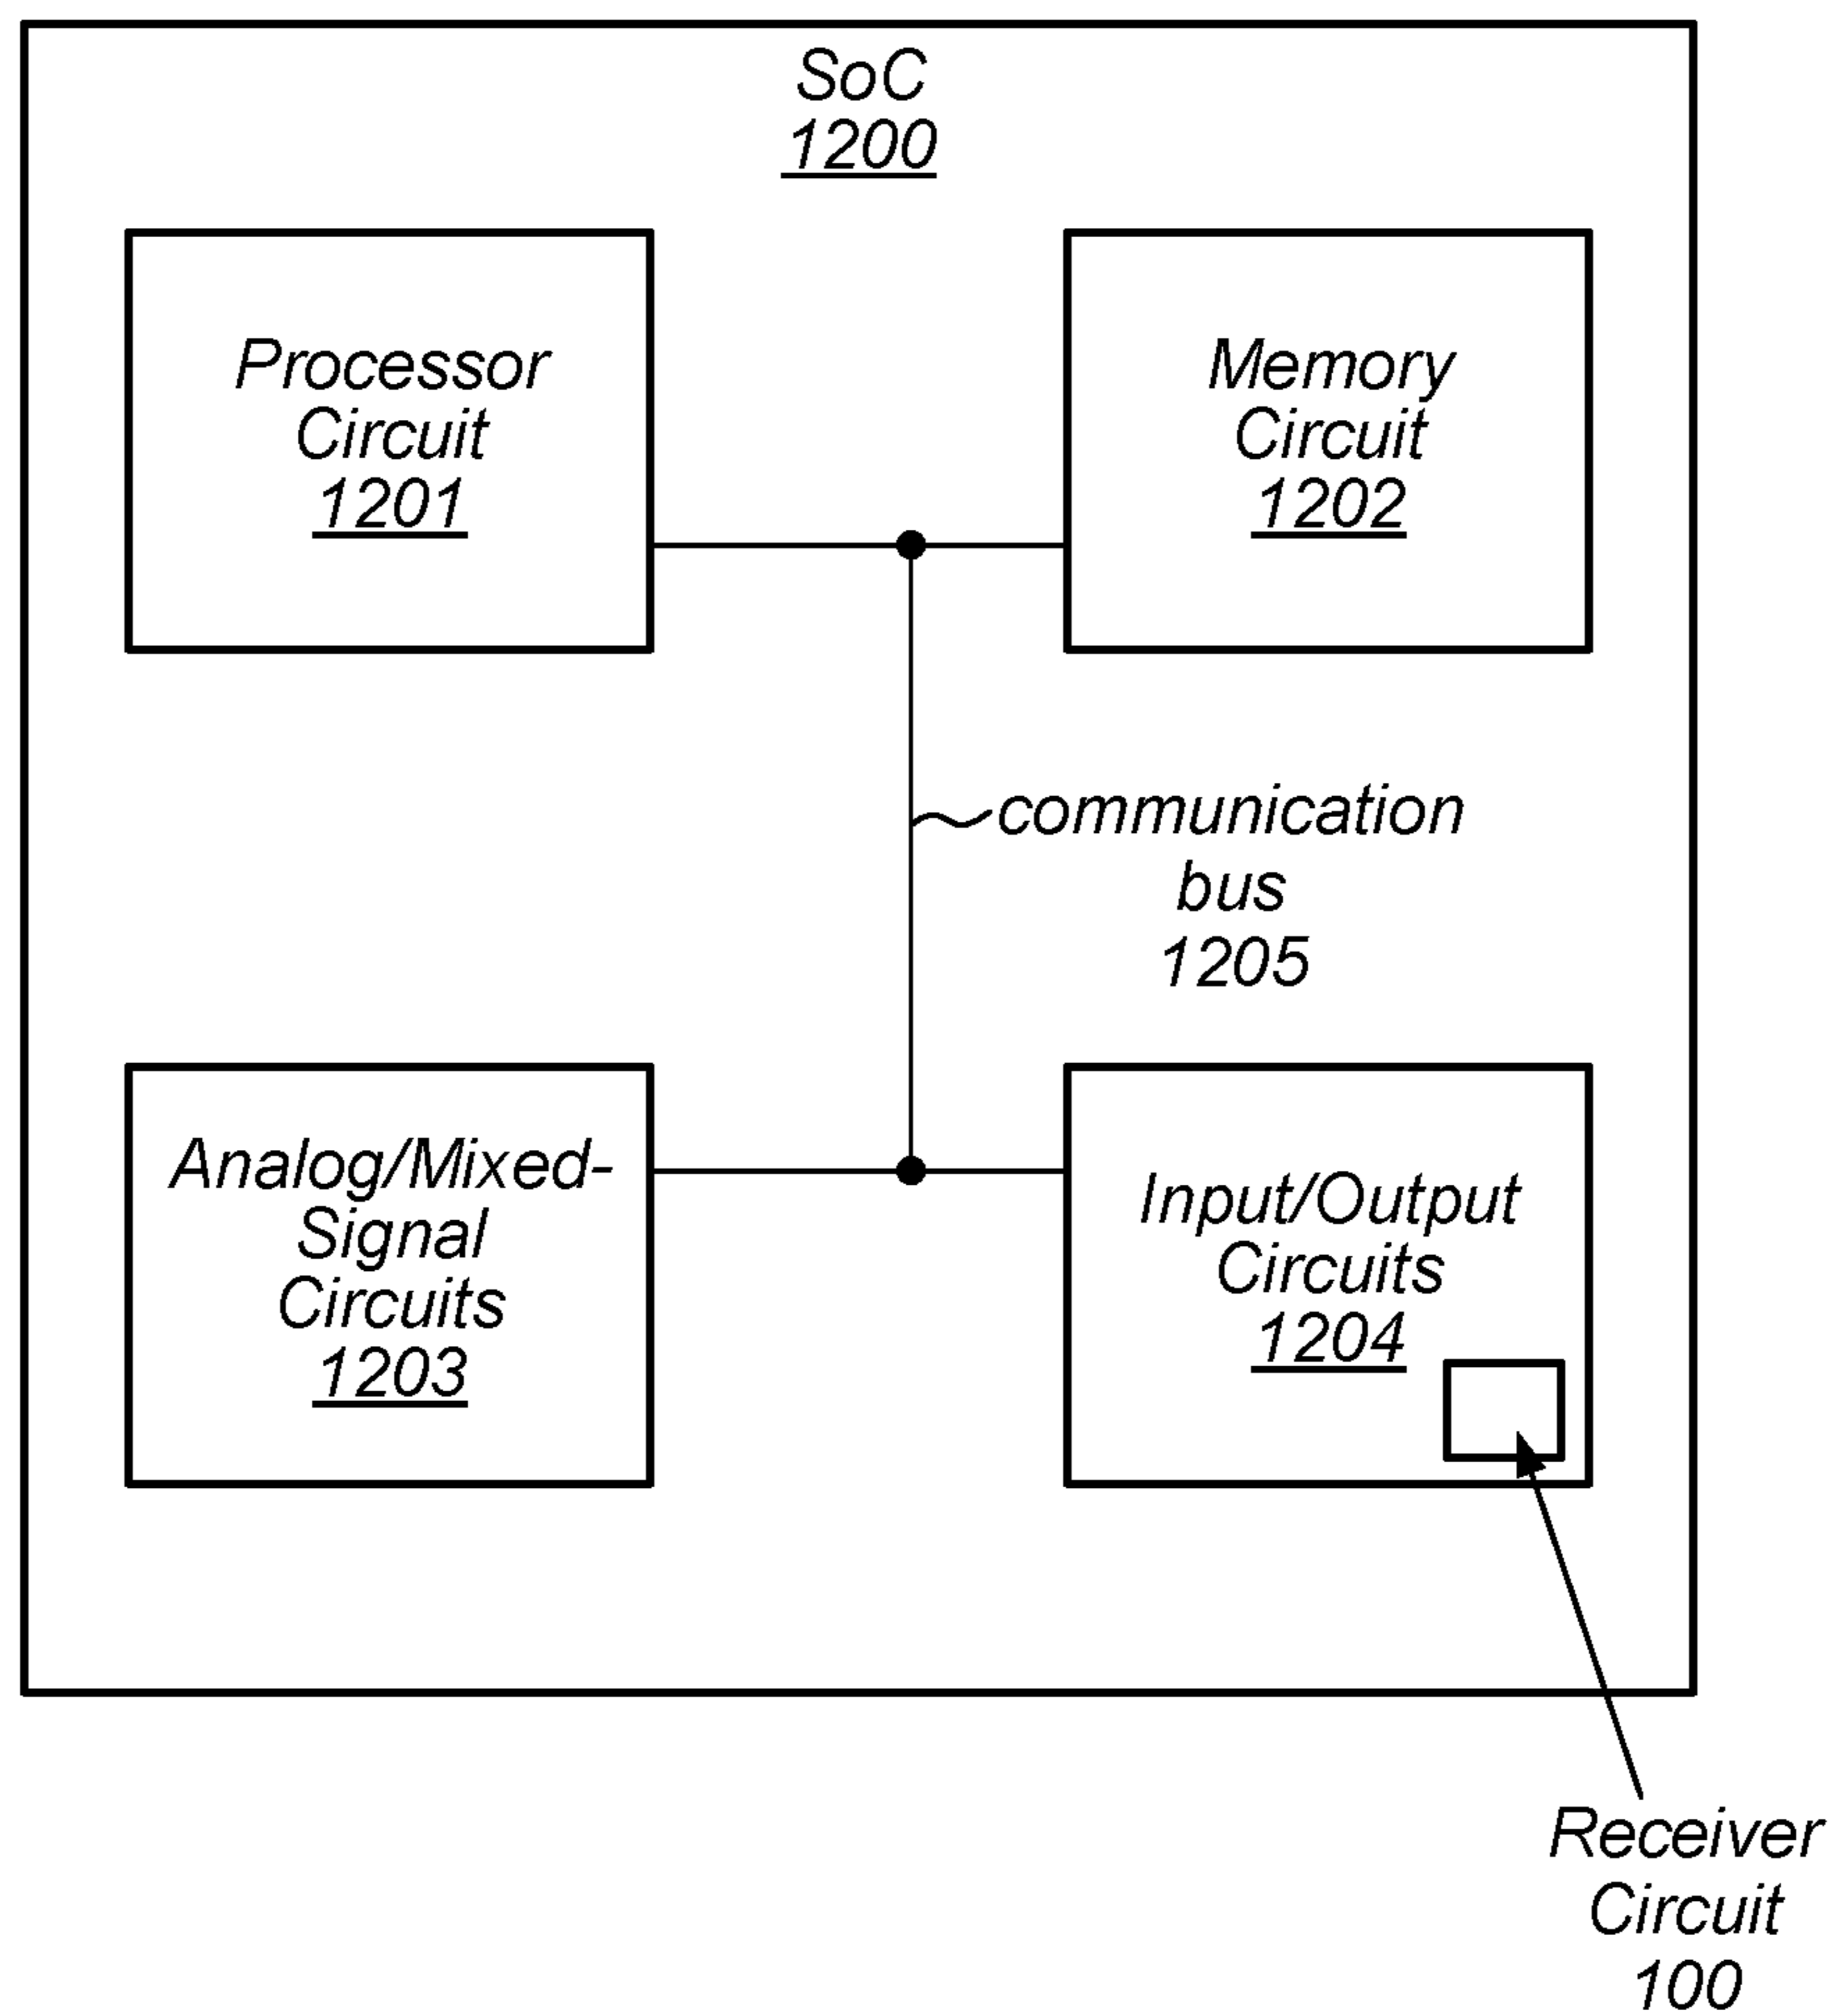 SoC
1200
Processor
Circuit
1201
Memory
Circuit
1202
communication
bus
1205
Analog/Mixed-
Signal
Circuits
1203
Input/Output
Circuits
1204
Receiver
Circuit
100